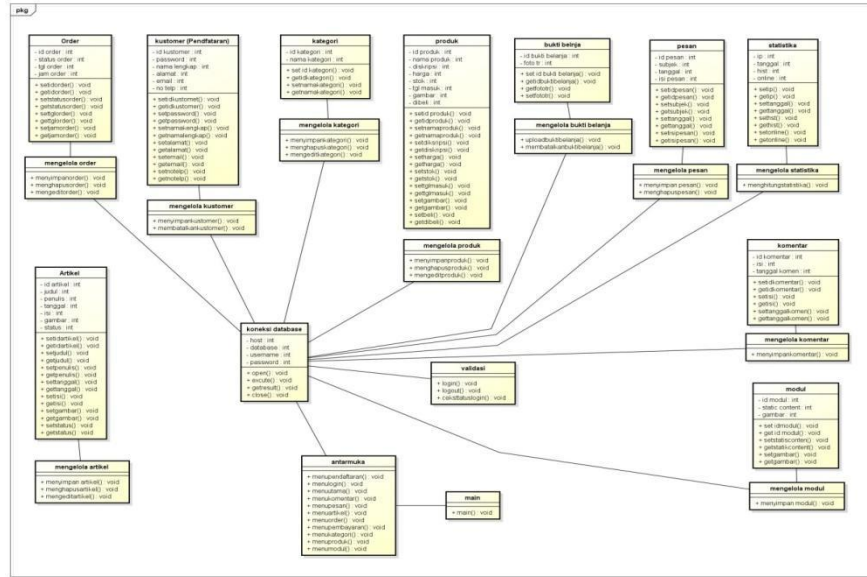 pkg
Order
- id order : int
- status order : int
- tgl order : int
- jam order : int
+ setidorder() : void
+ getidorder() : void
+ setstatusorder() : void
+ getstatusorder() : void
+ settglorder() : void
+ gettglorder() : void
+ setjamorder() : void
+ getjamorder() : void
mengelola order
+ menyimpanorder() : void
+ menghapusorder() : void
+ mengeditorder() : void
kustomer (Pendfataran)
- id kustomer : int
- password : int
- nama lengkap : int
- alamat : int
- email : int
- no telp : int
+ setidkustomer() : void
+ getidkustomer() : void
+ setpassword() : void
+ getpassword() : void
+ setnamalengkap() : void
+ getnamalengkap() : void
+ setalamat() : void
+ getalamat() : void
+ setemail() : void
+ getemail() : void
+ setnotelp() : void
+ getnotelp() : void
mengelola kustomer
+ menyimpankustomer() : void
+ membatalkankustomer() : void
kategori
- id kategori : int
- nama kategori : int
+ set id kategori() : void
+ getidkategori() : void
+ setnamakategori() : void
+ getnamakategori() : void
mengelola kategori
+ menyimpankategori() : void
+ menghapuskategori() : void
+ mengeditkategori() : void
produk
- id produk : int
- nama produk : int
- diskripsi : int
- harga : int
- stok : int
- tgl masuk : int
- gambar : int
- dibeli : int
+ setid produk() : void
+ getidproduk() : void
+ setnamaproduk() : void
+ getnamaproduk() : void
+ setdiskripsi() : void
+ getdiskripsi() : void
+ setharga() : void
+ getharga() : void
+ setstok() : void
+ getstok() : void
+ settglmasuk() : void
+ gettglmasuk() : void
+ setgambar() : void
+ getgambar() : void
+ setbeli() : void
+ getdibeli() : void
mengelola produk
+ menyimpanproduk() : void
+ menghapusproduk() : void
+ mengeditproduk() : void
bukti belnja
- id bukti belanja : int
- foto tr : int
+ set id bukti belanja() : void
+ getidbuktibelanja() : void
+ getfototr() : void
+ setfototr() : void
mengelola bukti belanja
+ uploadbuktibelanja() : void
+ membatalkanbuktibelanja() : void
pesan
- id pesan : int
- subjek : int
- tanggal : int
- isi pesan : int
+ setidpesan() : void
+ getidpesan() : void
+ setsubjek() : void
+ getsubjek() : void
+ settanggal() : void
+ gettanggal() : void
+ setisipesan() : void
+ getisipesan() : void
mengelola pesan
+ menyimpan pesan() : void
+ menghapuspesan() : void
statistika
- ip : int
- tanggal : int
- hist : int
- online : int
+ setip() : void
+ getip() : void
+ settanggal() : void
+ gettanggal() : void
+ sethist() : void
+ gethist() : void
+ setonline() : void
+ getonline() : void
mengelola statistika
+ menghitungstatistika() : void
Artikel
- id artikel : int
- judul : int
- penulis : int
- tanggal : int
- isi : int
- gambar : int
- status : int
+ setidartikel() : void
+ getidartikel() : void
+ setjudul() : void
+ getjudul() : void
+ setpenulis() : void
+ getpenulis() : void
+ settanggal() : void
+ gettanggal() : void
+ setisi() : void
+ getisi() : void
+ setgambar() : void
+ getgambar() : void
+ setstatus() : void
+ getstatus() : void
mengelola artikel
+ menyimpan artikel() : void
+ menghapusartikel() : void
+ mengeditartikel() : void
koneksi database
- host : int
- database : int
- username : int
- password : int
+ open() : void
+ excute() : void
+ getresult() : void
+ close() : void
validasi
+ login() : void
+ logout() : void
+ cekstatuslogin() : void
komentar
- id komentar : int
- isi : int
- tanggal komen : int
+ setidkomentar() : void
+ getidkomentar() : void
+ setisi() : void
+ getisi() : void
+ settanggalkomen() : void
+ gettanggalkomen() : void
mengelola komentar
+ menyimpankomentar() : void
modul
- id modul : int
- static content : int
- gambar : int
+ set idmodul() : void
+ get id modul() : void
+ setstatisconten() : void
+ getstatikcontent() : void
+ setgambar() : void
+ getgambar() : void
mengelola modul
+ menyimpan modul() : void
antarmuka
+ menupendaftaran() : void
+ menulogin() : void
+ menuutama() : void
+ menukomentar() : void
+ menupesan() : void
+ menuartikel() : void
+ menuorder() : void
+ menupembayaran() : void
+ menukategori() : void
+ menuproduk() : void
+ menumodul() : void
main
+ main() : void